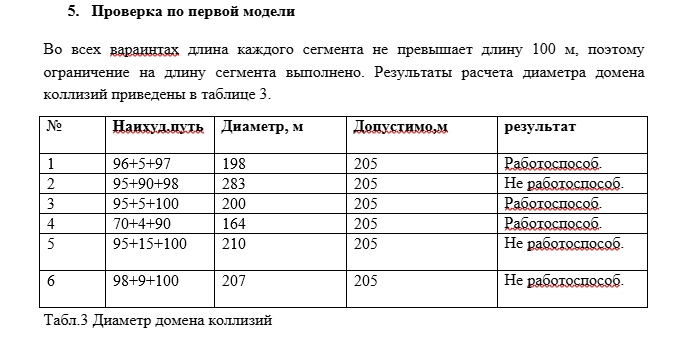 5. Проверка по первой модели
Во всех вараинтах длина каждого сегмента не превышает длину 100 м, поэтому
ограничение на длину сегмента выполнено. Результаты расчета диаметра домена
коллизий приведены в таблице 3.
№ Наихуд.путь Диаметр, м Допустимо,м результат
1 96+5+97 198 205 Работоспособ.
2 95+90+98 283 205 Не работоспособ.
3 95+5+100 200 205 Работоспособ.
4 70+4+90 164 205 Работоспособ.
5 95+15+100 210 205 Не работоспособ.
6 98+9+100 207 205 Не работоспособ.
Табл.3 Диаметр домена коллизий